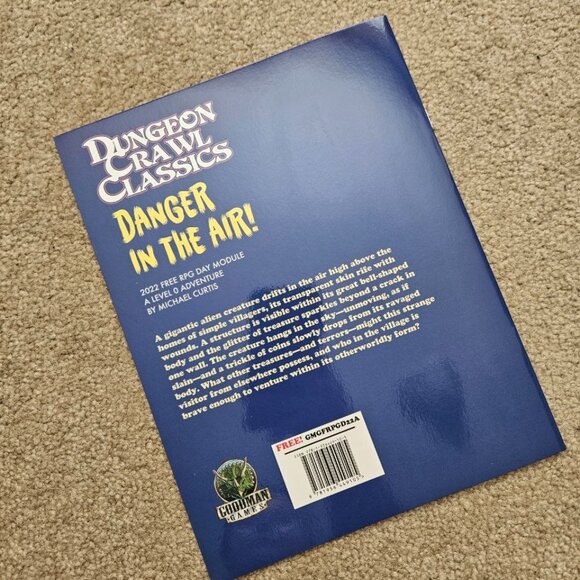 DUNGEON
CRAWL
CLASSICS
DANGER
IN THE AIR!
2022 FREE RPG DAY MODULE
A LEVEL 0 ADVENTURE
BY MICHAEL CURTIS
A gigantic alien creature drifts in the air high above the
homes of simple villagers, its transparent skin rife with
wounds. A structure is visible within its great bell-shaped
body and the glitter of treasure sparkles beyond a crack in
one wall. The creature hangs in the sky—unmoving, as if
slain—and a trickle of coins slowly drops from its ravaged
body. What other treasures—and terrors—might this strange
visitor from elsewhere possess, and who in the village is
brave enough to venture within its otherworldly form?
FREE! GMGFRPGD22A
GOODMAN
GAMES